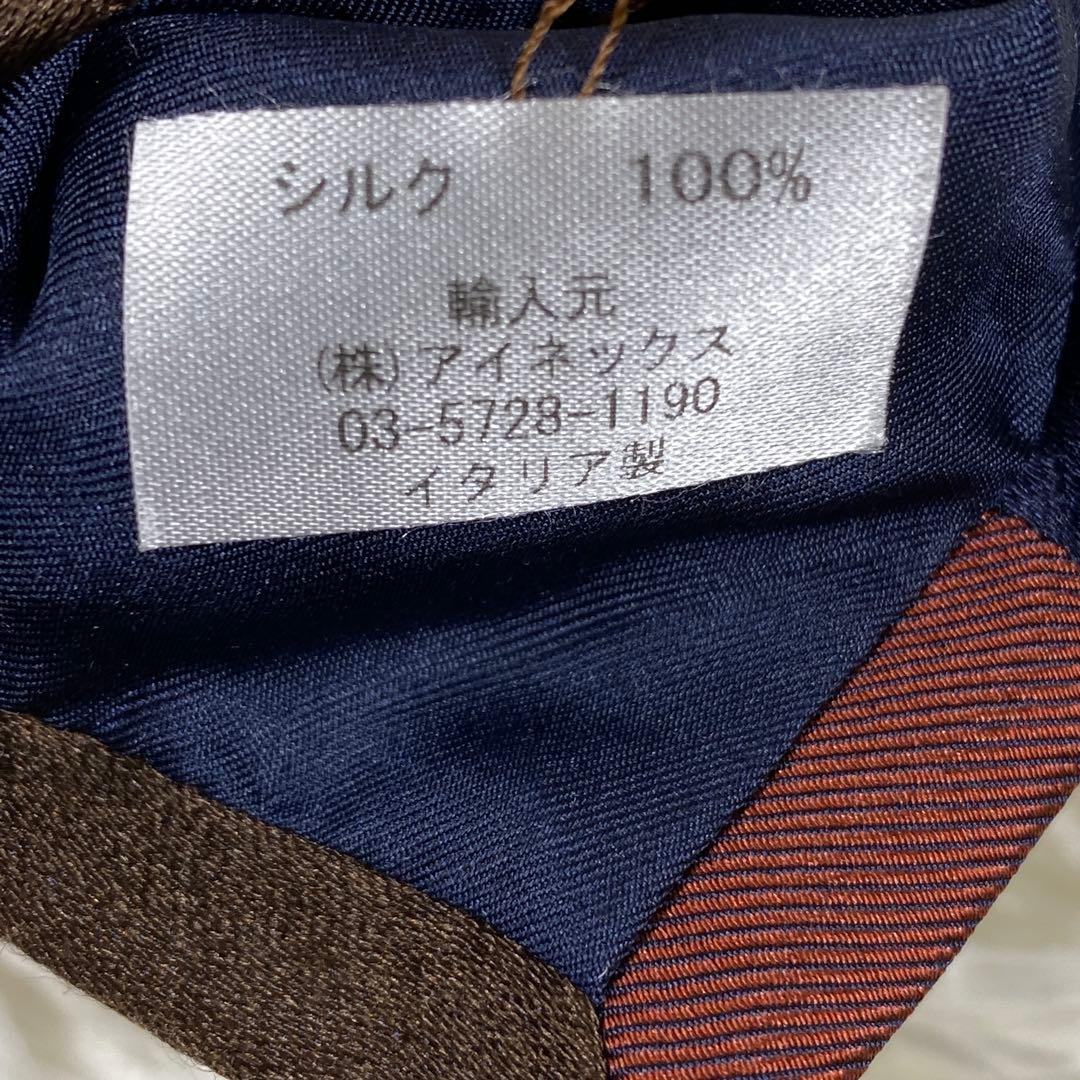 シルク 100%
輸入元
(株)アイネックス
03-5728-1190
イタリア製